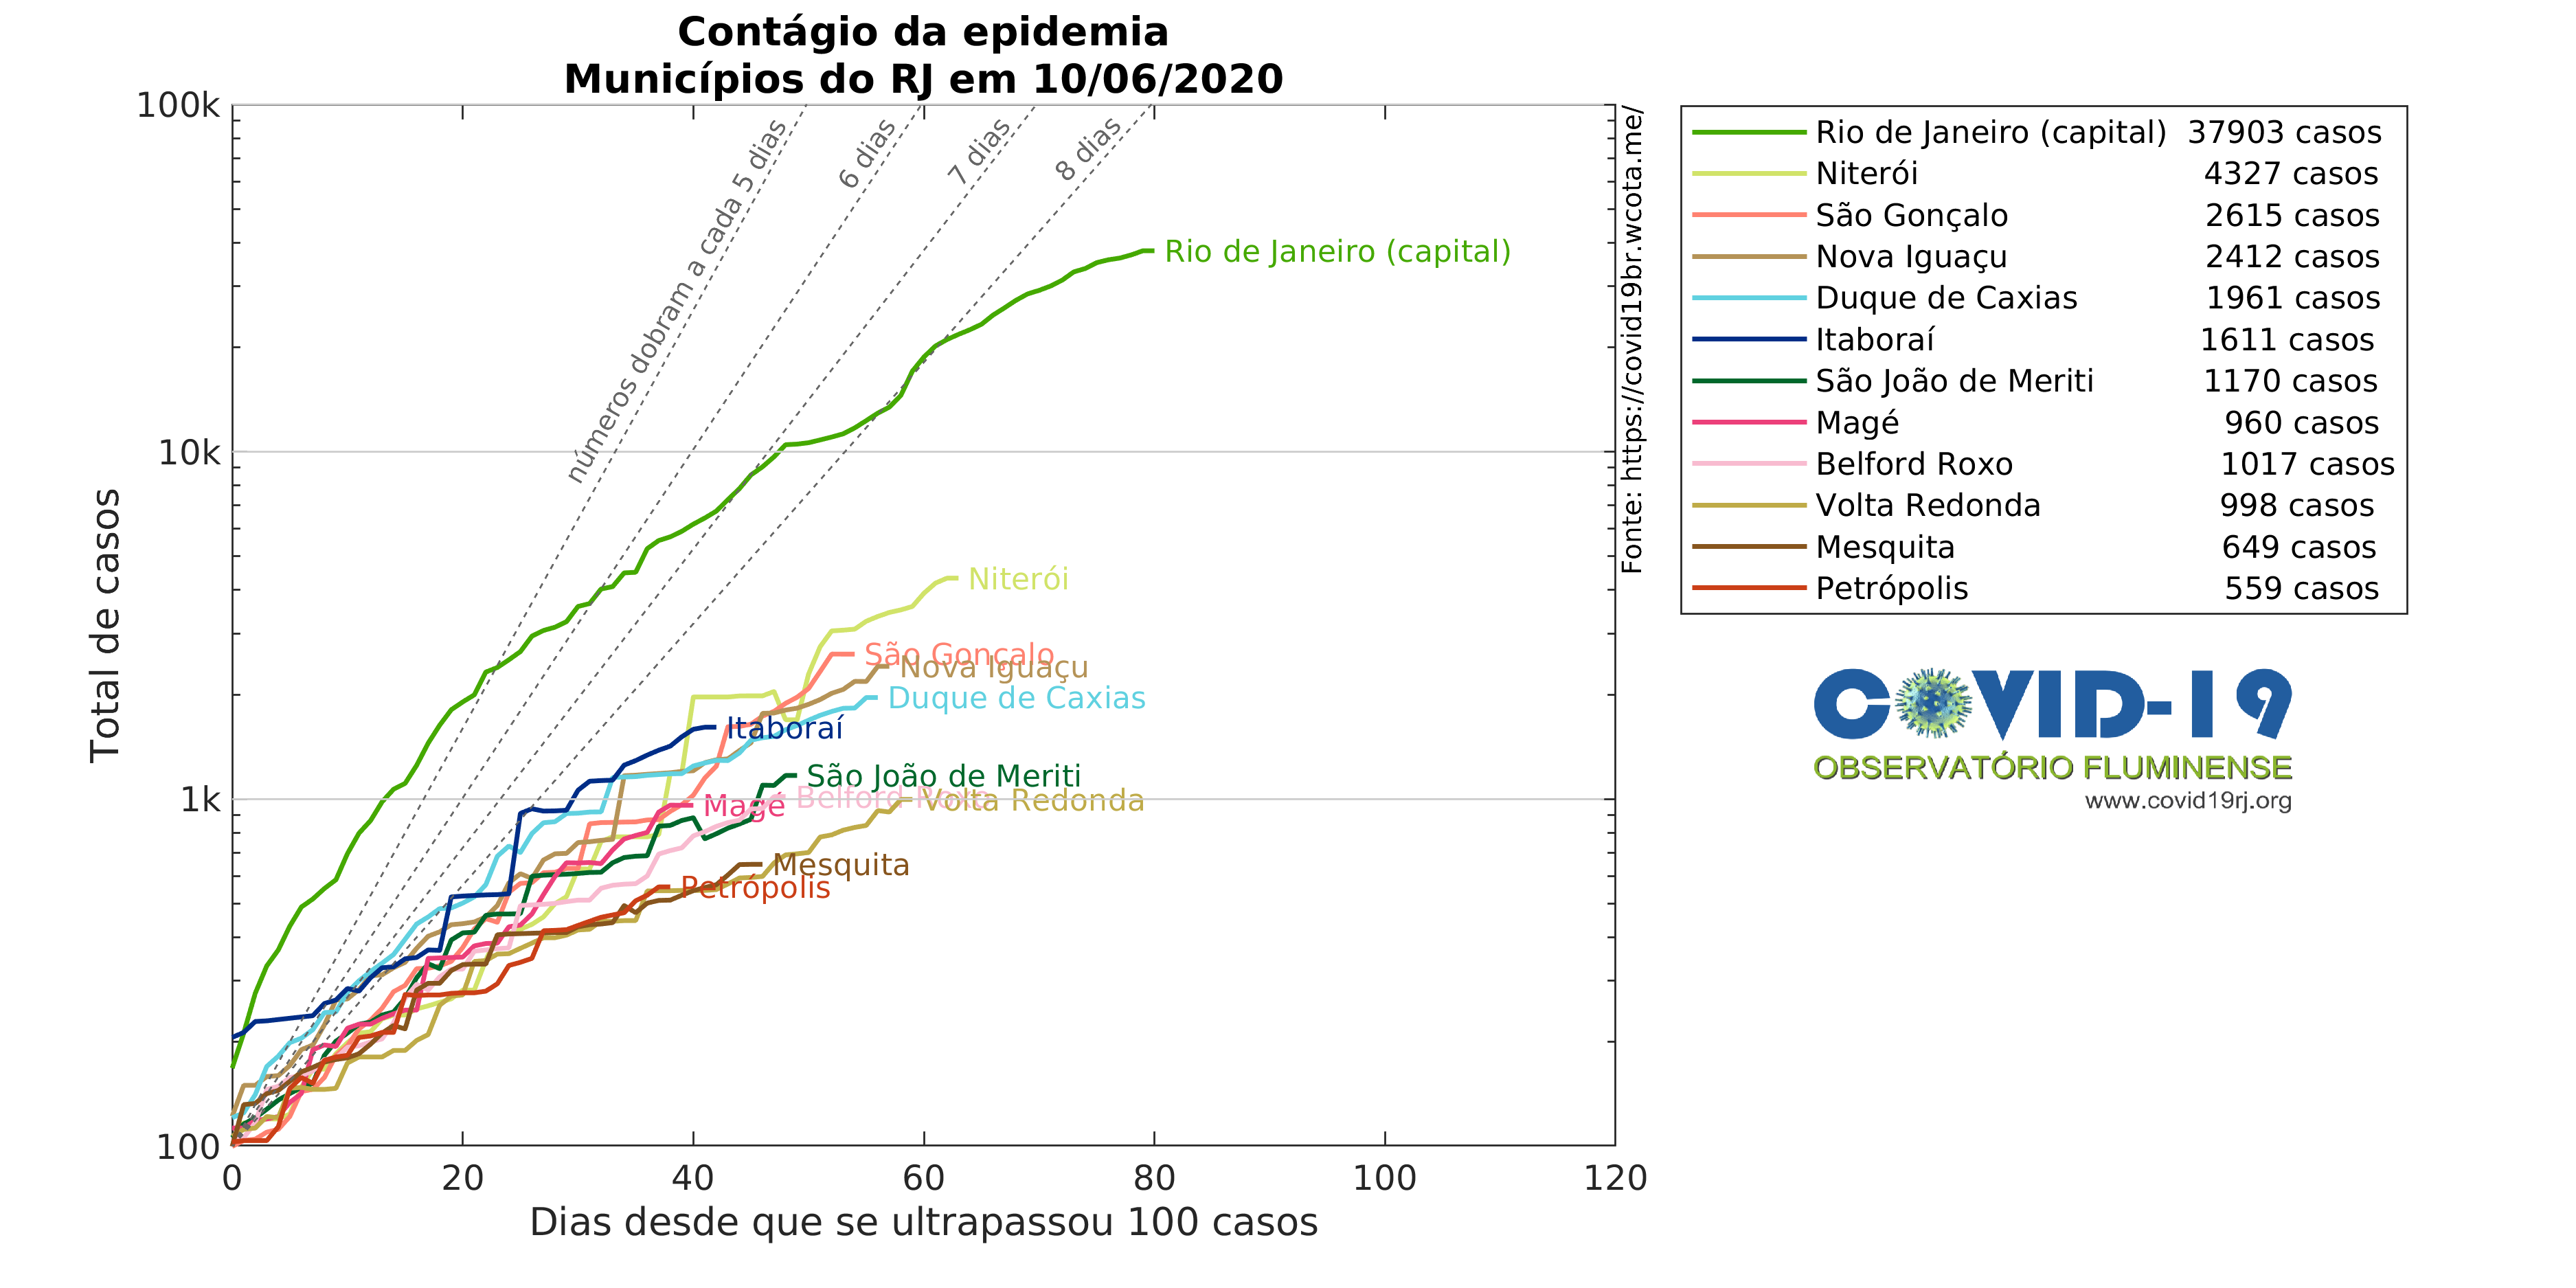 Contágio da epidemia
Municípios do RJ em 10/06/2020
Total de casos
100k
10k
1k
100
0 20 40 60 80 100 120
Dias desde que se ultrapassou 100 casos
números dobram a cada 5 dias
6 dias
7 dias
8 dias
Rio de Janeiro (capital)
Niterói
São Gonçalo
Nova Iguaçu
Duque de Caxias
Itaboraí
São João de Meriti
Belford Roxo
Volta Redonda
Magé
Mesquita
Petrópolis
Fonte: https://covid19br.wcota.me/
Rio de Janeiro (capital) 37903 casos
Niterói 4327 casos
São Gonçalo 2615 casos
Nova Iguaçu 2412 casos
Duque de Caxias 1961 casos
Itaboraí 1611 casos
São João de Meriti 1170 casos
Magé 960 casos
Belford Roxo 1017 casos
Volta Redonda 998 casos
Mesquita 649 casos
Petrópolis 559 casos
COVID-19
OBSERVATÓRIO FLUMINENSE
www.covid19rj.org